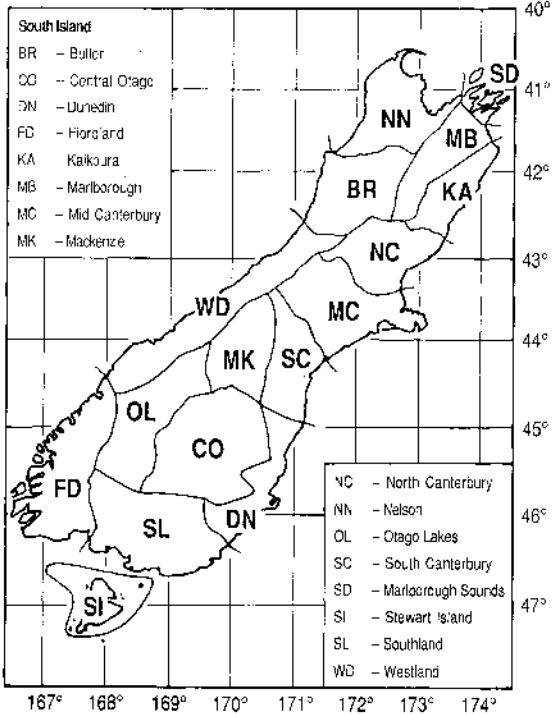 South Island
BR – Buller
CO – Central Otago
DN – Dunedin
FD – Fiordland
KA Kaikoura
MB – Marlborough
MC – Mid Canterbury
MK – Mackenze
40°
41°
42°
43°
44°
45°
46°
47°
SD
NN
MB
BR
KA
NC
WD
MC
MK
SC
OL
CO
FD
SL
DN
SI
NC – North Canterbury
NN – Nelson
OL – Otago Lakes
SC – South Canterbury
SD – Marlborough Sounds
SI – Stewart Island
SL – Southland
WD – Westland
167° 168° 169° 170° 171° 172° 173° 174°